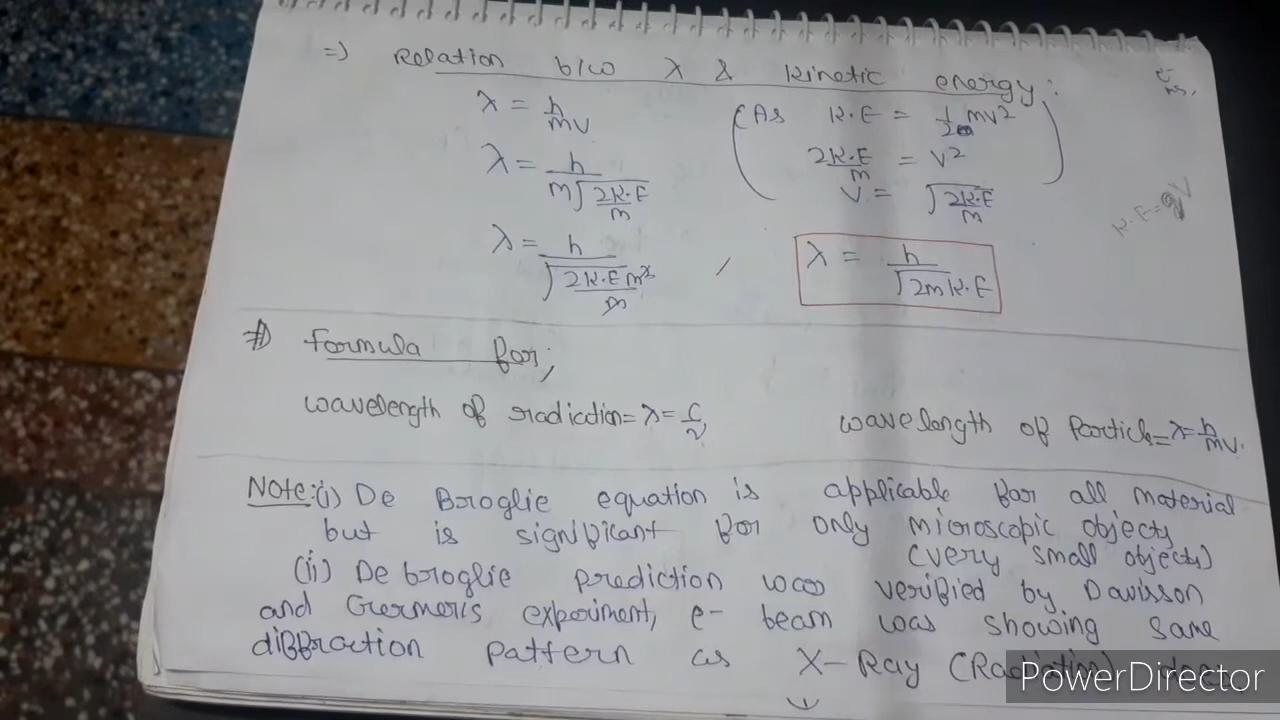 =) Relation b/w λ & Kinetic energy:
λ = h/mv (As K.E = 1/2 mv²
λ = h/m√(2K.E/m) 2K.E/m = v²
v = √(2K.E/m))
K.E = qV
λ = h/√(2K.E m²/m) , λ = h/√2mK.E
=) Formula for,
wavelength of radiation = λ = c/ν wavelength of Particle = λ = h/mv.
Note:(i) De Broglie equation is applicable for all material
but is significant for only microscopic objects
(very small objects)
(ii) De broglie prediction was verified by Davisson
and Germer's experiment, e- beam was showing same
diffraction pattern as X-Ray (Radiation) does
PowerDirector